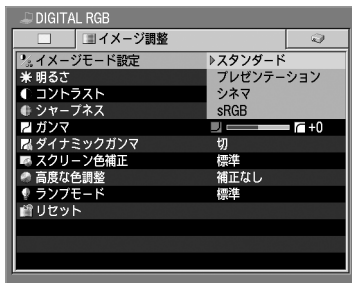 DIGITAL RGB
イメージ調整
イメージモード設定 スタンダード
明るさ プレゼンテーション
コントラスト シネマ
シャープネス sRGB
ガンマ +0
ダイナミックガンマ 切
スクリーン色補正 標準
高度な色調整 補正なし
ランプモード 標準
リセット